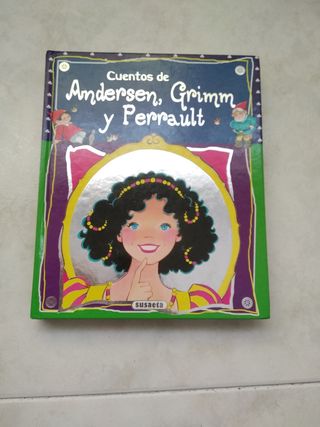 Cuentos de
Andersen, Grimm
y Perrault
susaeta